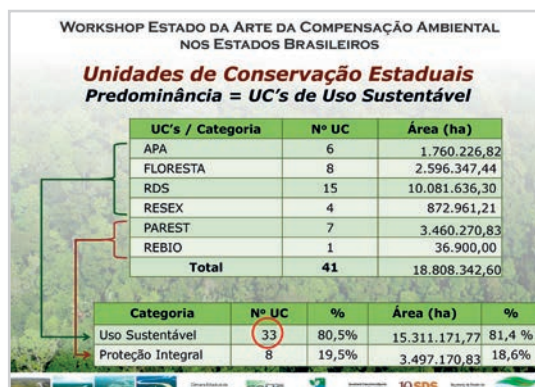 WORKSHOP ESTADO DA ARTE DA COMPENSAÇÃO AMBIENTAL
NOS ESTADOS BRASILEIROS
Unidades de Conservação Estaduais
Predominância = UC's de Uso Sustentável
UC's / Categoria Nº UC Área (ha)
APA 6 1.760.226,82
FLORESTA 8 2.596.347,44
RDS 15 10.081.636,30
RESEX 4 872.961,21
PAREST 7 3.460.270,83
REBIO 1 36.900,00
Total 41 18.808.342,60
Categoria Nº UC % Área (ha) %
Uso Sustentável 33 80,5% 15.311.171,77 81,4 %
Proteção Integral 8 19,5% 3.497.170,83 18,6%
SDS